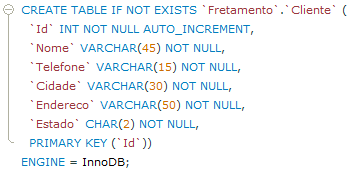 CREATE TABLE IF NOT EXISTS `Fretamento`.`Cliente` (
`Id` INT NOT NULL AUTO_INCREMENT,
`Nome` VARCHAR(45) NOT NULL,
`Telefone` VARCHAR(15) NOT NULL,
`Cidade` VARCHAR(30) NOT NULL,
`Endereco` VARCHAR(50) NOT NULL,
`Estado` CHAR(2) NOT NULL,
PRIMARY KEY (`Id`))
ENGINE = InnoDB;